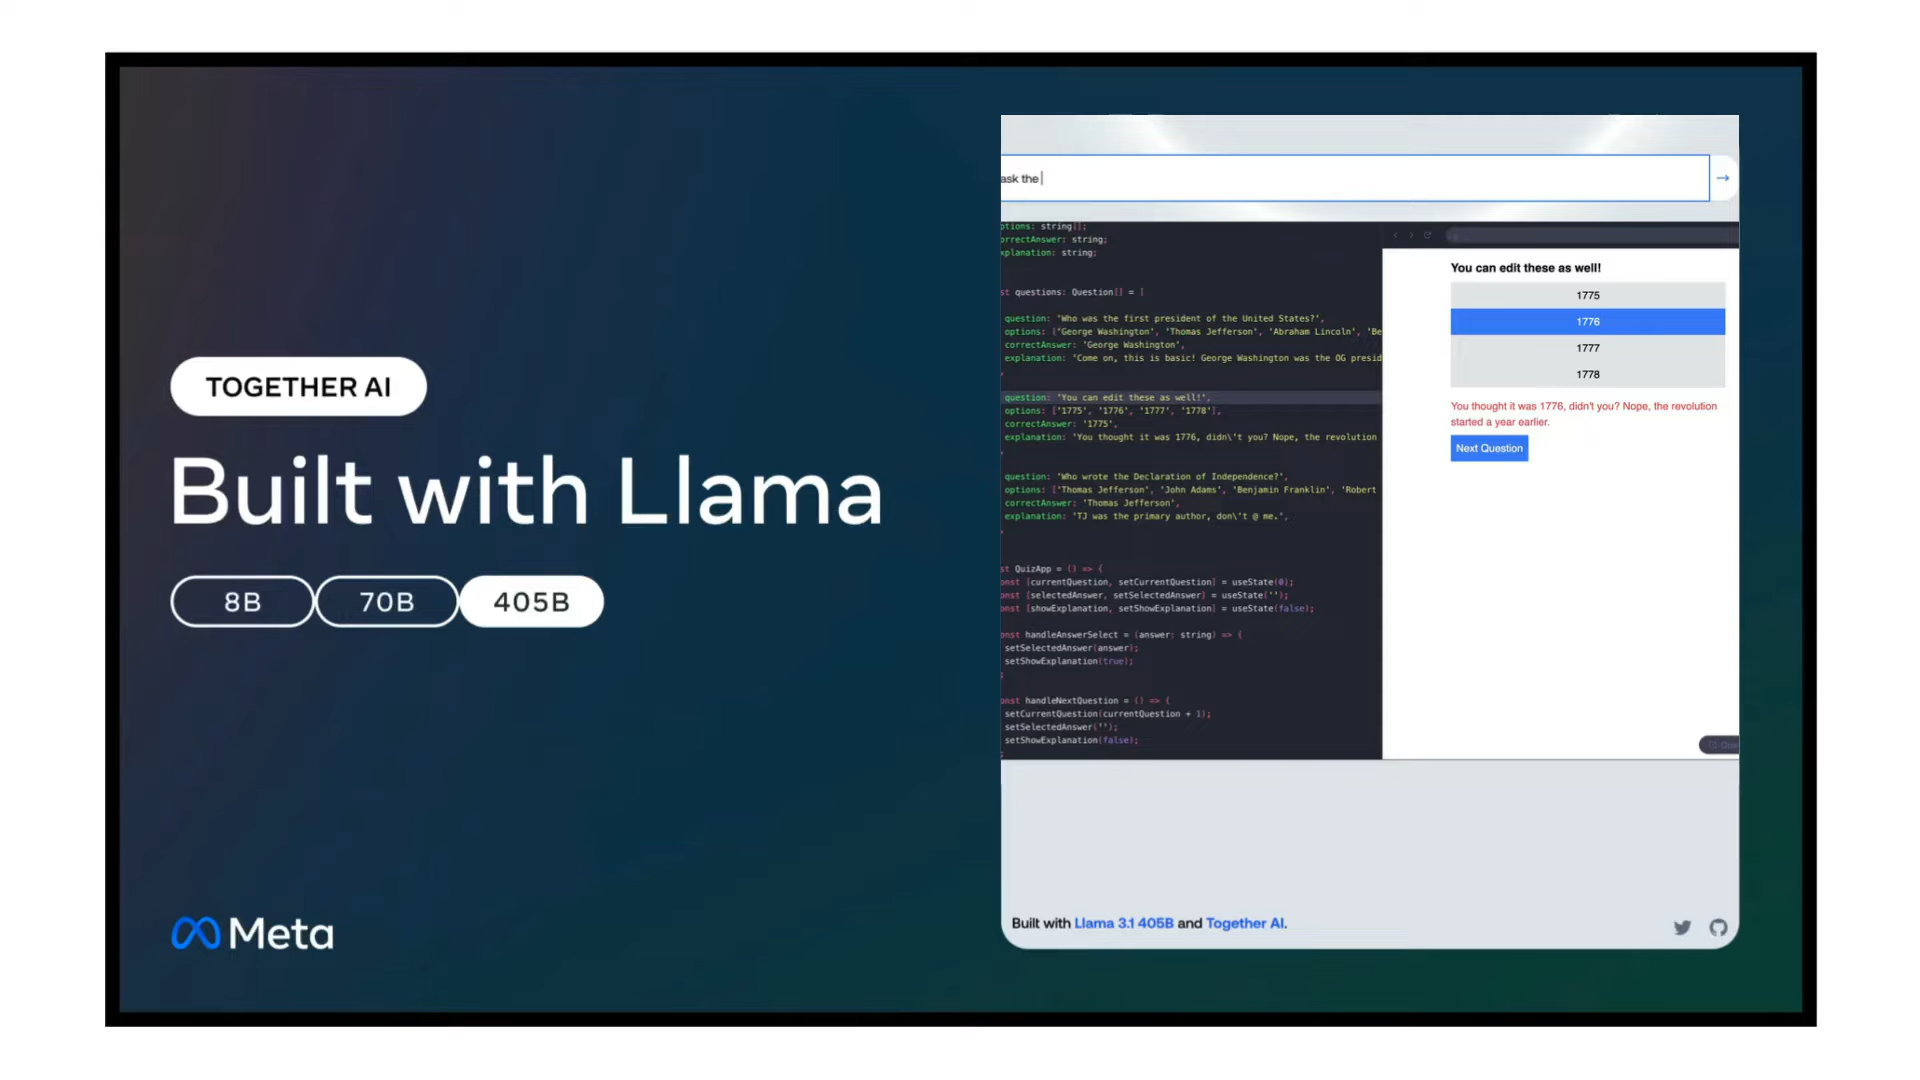 TOGETHER AI
Built with Llama
8B
70B
405B
Meta
ask the
→
ptions: string[];
orrectAnswer: string;
xplanation: string;
st questions: Question[] = [
question: 'Who was the first president of the United States?',
options: ['George Washington', 'Thomas Jefferson', 'Abraham Lincoln', 'Be
correctAnswer: 'George Washington',
explanation: 'Come on, this is basic! George Washington was the OG presid
question: 'You can edit these as well!',
options: ['1775', '1776', '1777', '1778'],
correctAnswer: '1775',
explanation: 'You thought it was 1776, didn\'t you? Nope, the revolution
question: 'Who wrote the Declaration of Independence?',
options: ['Thomas Jefferson', 'John Adams', 'Benjamin Franklin', 'Robert
correctAnswer: 'Thomas Jefferson',
explanation: 'TJ was the primary author, don\'t @ me.',
st QuizApp = () => {
onst [currentQuestion, setCurrentQuestion] = useState(0);
onst [selectedAnswer, setSelectedAnswer] = useState('');
onst [showExplanation, setShowExplanation] = useState(false);
onst handleAnswerSelect = (answer: string) => {
setSelectedAnswer(answer);
setShowExplanation(true);
;
onst handleNextQuestion = () => {
setCurrentQuestion(currentQuestion + 1);
setSelectedAnswer('');
setShowExplanation(false);
;
You can edit these as well!
1775
1776
1777
1778
You thought it was 1776, didn't you? Nope, the revolution
started a year earlier.
Next Question
Built with Llama 3.1 405B and Together AI.